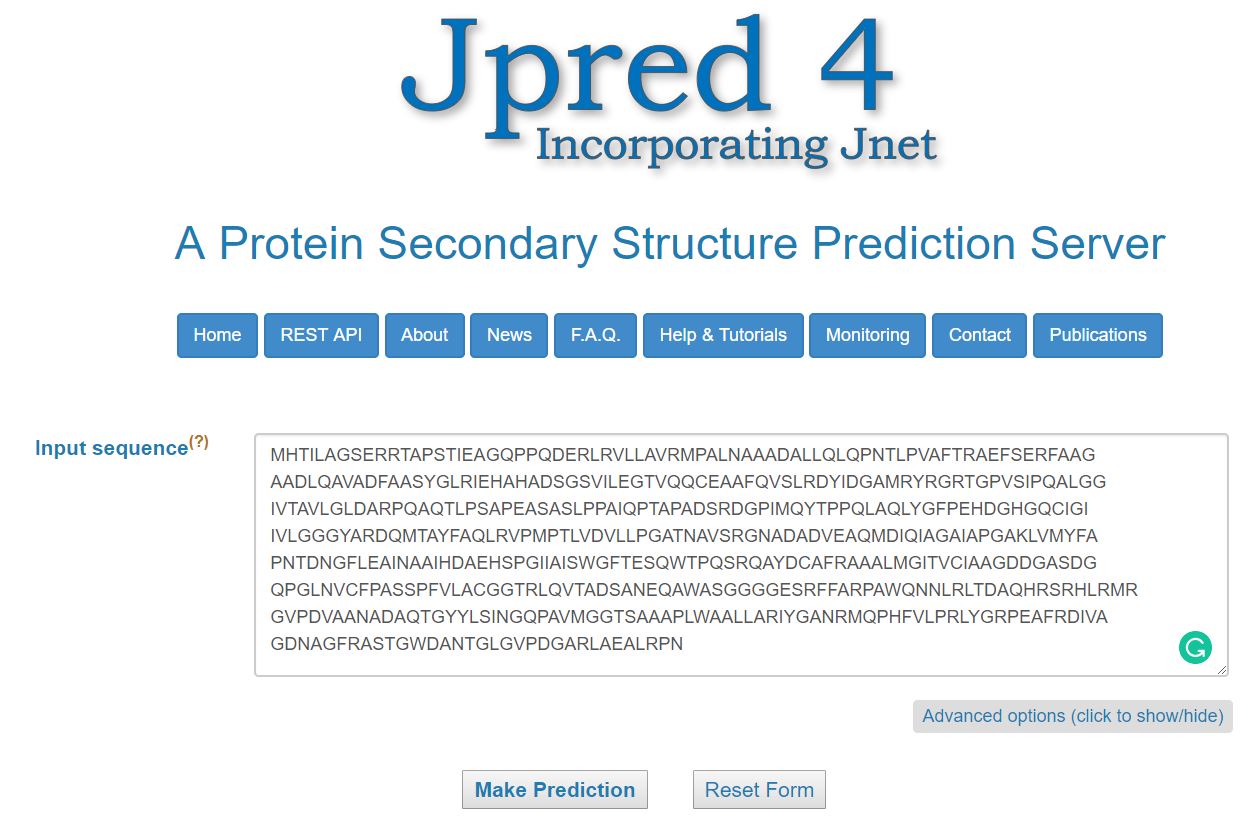 Jpred 4
Incorporating Jnet
A Protein Secondary Structure Prediction Server
Home REST API About News F.A.Q. Help & Tutorials Monitoring Contact Publications
Input sequence(?)
MHTILAGSERRTAPSTIEAGQPPQDERLRVLLAVRMPALNAAADALLQLQPNTLPVAFTRAEFSERFAAG
AADLQAVADFAASYGLRIEHAHADSGSVILEGTVQQCEAAFQVSLRDYIDGAMRYRGRTGPVSIPQALGG
IVTAVLGLDARPQAQTLPSAPEASASLPPAIQPTAPADSRDGPIMQYTPPQLAQLYGFPEHDGHGQCIGI
IVLGGGYARDQMTAYFAQLRVPMPTLVDVLLPGATNAVSRGNADADVEAQMDIQIAGAIAPGAKLVMYFA
PNTDNGFLEAINAAIHDAEHSPGIIAISWGFTESQWTPQSRQAYDCAFRAAALMGITVCIAAGDDGASDG
QPGLNVCFPASSPFVLACGGTRLQVTADSANEQAWASGGGGESRFFARPAWQNNLRLTDAQHRSRHLRMR
GVPDVAANADAQTGYYLSINGQPAVMGGTSAAAPLWAALLARIYGANRMQPHFVLPRLYGRPEAFRDIVA
GDNAGFRASTGWDANTGLGVPDGARLAEALRPN
Advanced options (click to show/hide)
Make Prediction Reset Form